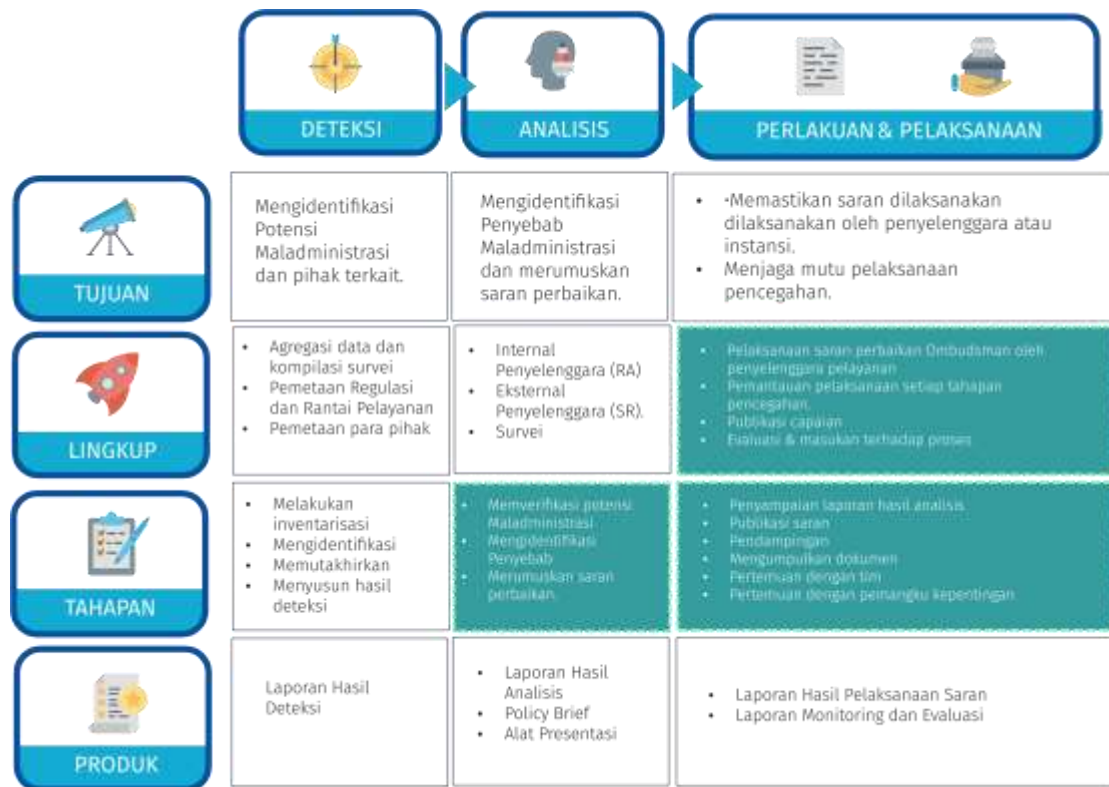 DETEKSI
ANALISIS
PERLAKUAN & PELAKSANAAN
TUJUAN
Mengidentifikasi
Potensi
Maladministrasi
dan pihak terkait.
Mengidentifikasi
Penyebab
Maladministrasi
dan merumuskan
saran perbaikan.
• -Memastikan saran dilaksanakan
dilaksanakan oleh penyelenggara atau
instansi.
• Menjaga mutu pelaksanaan
pencegahan.
LINGKUP
• Agregasi data dan
kompilasi survei
• Pemetaan Regulasi
dan Rantai Pelayanan
• Pemetaan para pihak
• Internal
Penyelenggara (RA)
• Eksternal
Penyelenggara (SR).
• Survei
• Pelaksanaan saran perbaikan Ombudsman oleh
penyelenggara pelayanan
• Pemantauan pelaksanaan setiap tahapan
pencegahan.
• Publikasi capaian
• Evaluasi & masukan terhadap proses
TAHAPAN
• Melakukan
inventarisasi
• Mengidentifikasi
• Memutakhirkan
• Menyusun hasil
deteksi
• Memverifikasi potensi
Maladministrasi
• Mengidentifikasi
Penyebab
• Merumuskan saran
perbaikan.
• Penyampaian laporan hasil analisis
• Publikasi saran
• Pendampingan
• Mengumpulkan dokumen
• Pertemuan dengan tim
• Pertemuan dengan pemangku kepentingan
PRODUK
Laporan Hasil
Deteksi
• Laporan Hasil
Analisis
• Policy Brief
• Alat Presentasi
• Laporan Hasil Pelaksanaan Saran
• Laporan Monitoring dan Evaluasi